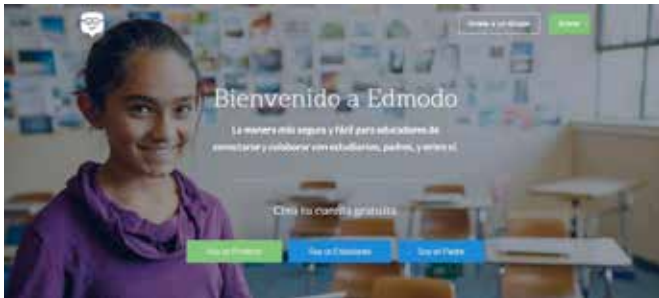 Únete a un Grupo
Entrar
Bienvenido a Edmodo
La manera más segura y fácil para educadores de
conectarse y colaborar con estudiantes, padres, y entre sí.
Crea tu cuenta gratuita
Soy un Profesor
Soy un Estudiante
Soy un Padre